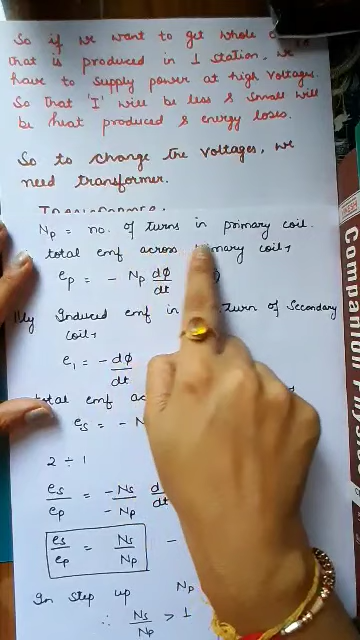 So if we want to get whole
that is produced in 1 station, we
have to supply power at high voltages.
So that 'I' will be less & small will
be heat produced & energy loses.
So to change the voltages, we
need transformer.
Np = no. of turns in primary coil.
total emf across primary coil,
ep = - Np dφ/dt
Illy Induced emf in turn of Secondary
coil,
e1 = - dφ/dt
total emf
es = - N
2 ÷ 1
es/ep = -Ns/-Np d
es/ep = Ns/Np -
In step up Np
∴ Ns/Np > 1
Companion